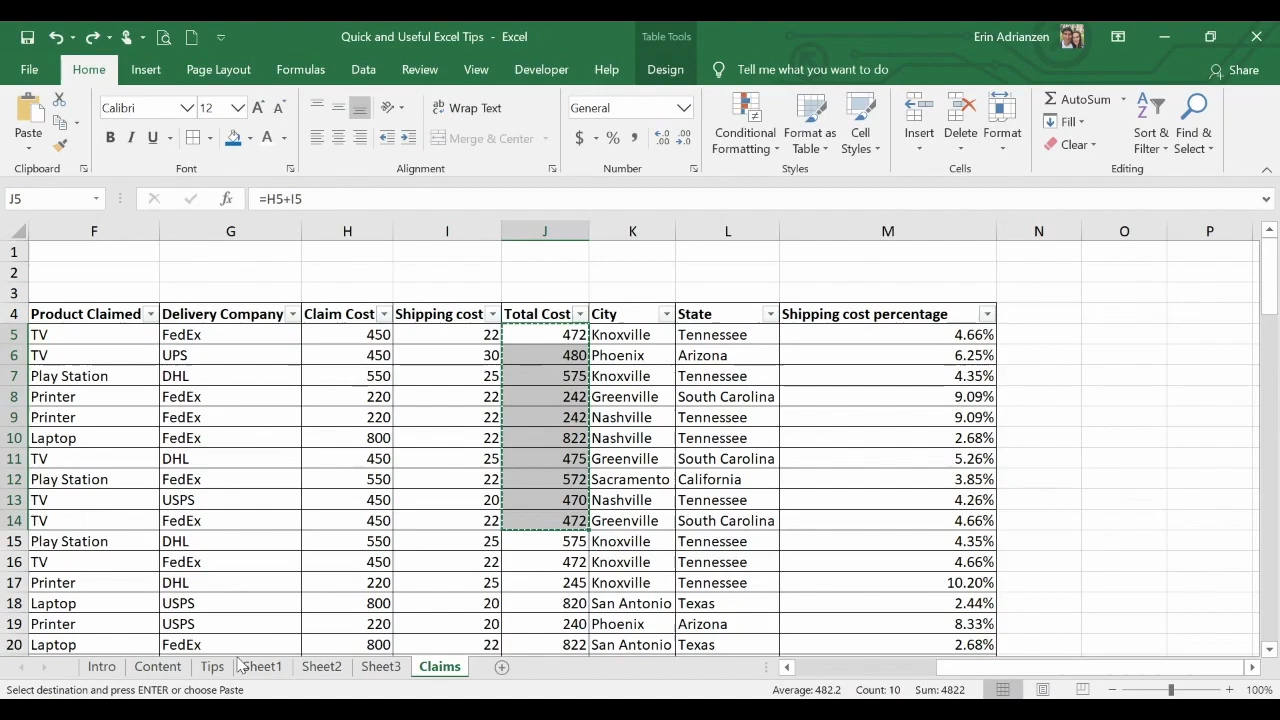 Quick and Useful Excel Tips - Excel
Table Tools
Erin Adrianzen
File Home Insert Page Layout Formulas Data Review View Developer Help Design Tell me what you want to do Share
Calibri 12 Wrap Text General AutoSum
Paste B I U Merge & Center $ % Conditional Formatting Format as Table Cell Styles Insert Delete Format Fill Sort & Filter Find & Select
Clear
Clipboard Font Alignment Number Styles Cells Editing
J5 fx =H5+I5
F G H I J K L M N O P
1
2
3
4 Product Claimed Delivery Company Claim Cost Shipping cost Total Cost City State Shipping cost percentage
5 TV FedEx 450 22 472 Knoxville Tennessee 4.66%
6 TV UPS 450 30 480 Phoenix Arizona 6.25%
7 Play Station DHL 550 25 575 Knoxville Tennessee 4.35%
8 Printer FedEx 220 22 242 Greenville South Carolina 9.09%
9 Printer FedEx 220 22 242 Nashville Tennessee 9.09%
10 Laptop FedEx 800 22 822 Nashville Tennessee 2.68%
11 TV DHL 450 25 475 Greenville South Carolina 5.26%
12 Play Station FedEx 550 22 572 Sacramento California 3.85%
13 TV USPS 450 20 470 Nashville Tennessee 4.26%
14 TV FedEx 450 22 472 Greenville South Carolina 4.66%
15 Play Station DHL 550 25 575 Knoxville Tennessee 4.35%
16 TV FedEx 450 22 472 Knoxville Tennessee 4.66%
17 Printer DHL 220 25 245 Knoxville Tennessee 10.20%
18 Laptop USPS 800 20 820 San Antonio Texas 2.44%
19 Printer USPS 220 20 240 Phoenix Arizona 8.33%
20 Laptop FedEx 800 22 822 San Antonio Texas 2.68%
Intro Content Tips Sheet1 Sheet2 Sheet3 Claims
Select destination and press ENTER or choose Paste Average: 482.2 Count: 10 Sum: 4822 100%